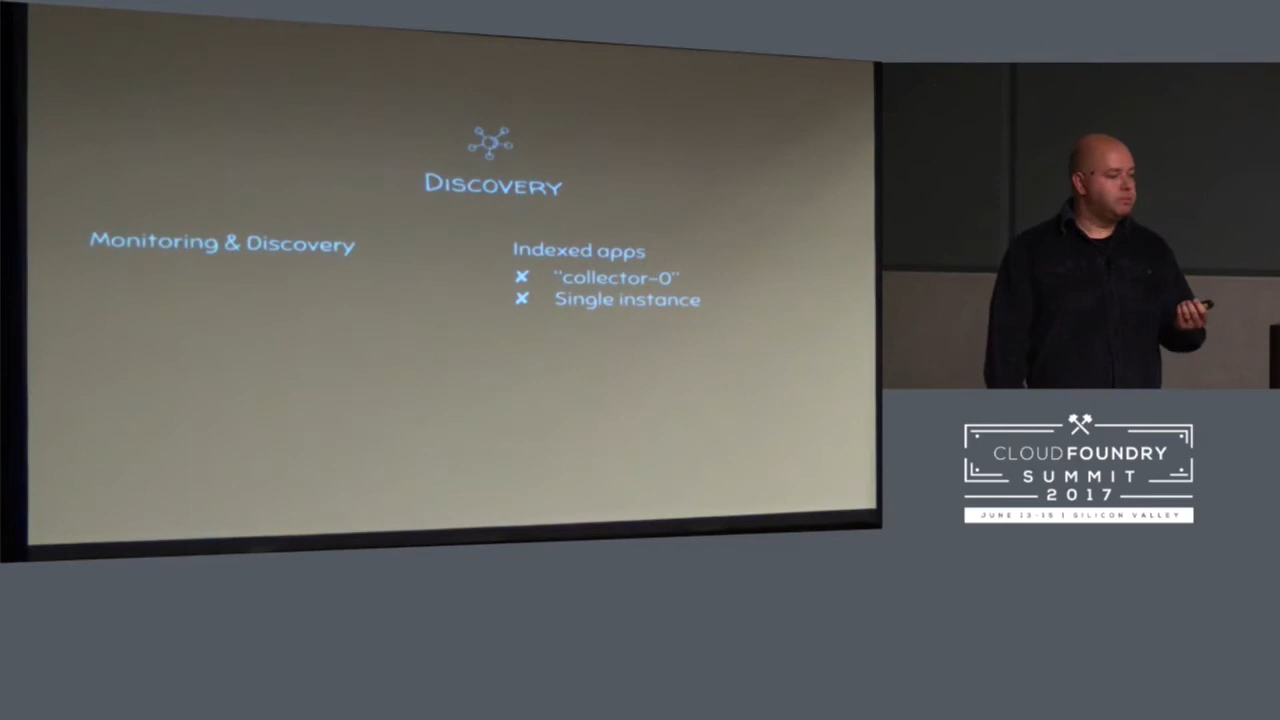 DISCOVERY
Monitoring & Discovery
Indexed apps
✘ "collector-0"
✘ Single instance
CLOUD FOUNDRY
SUMMIT
2017
JUNE 13-15 | SILICON VALLEY